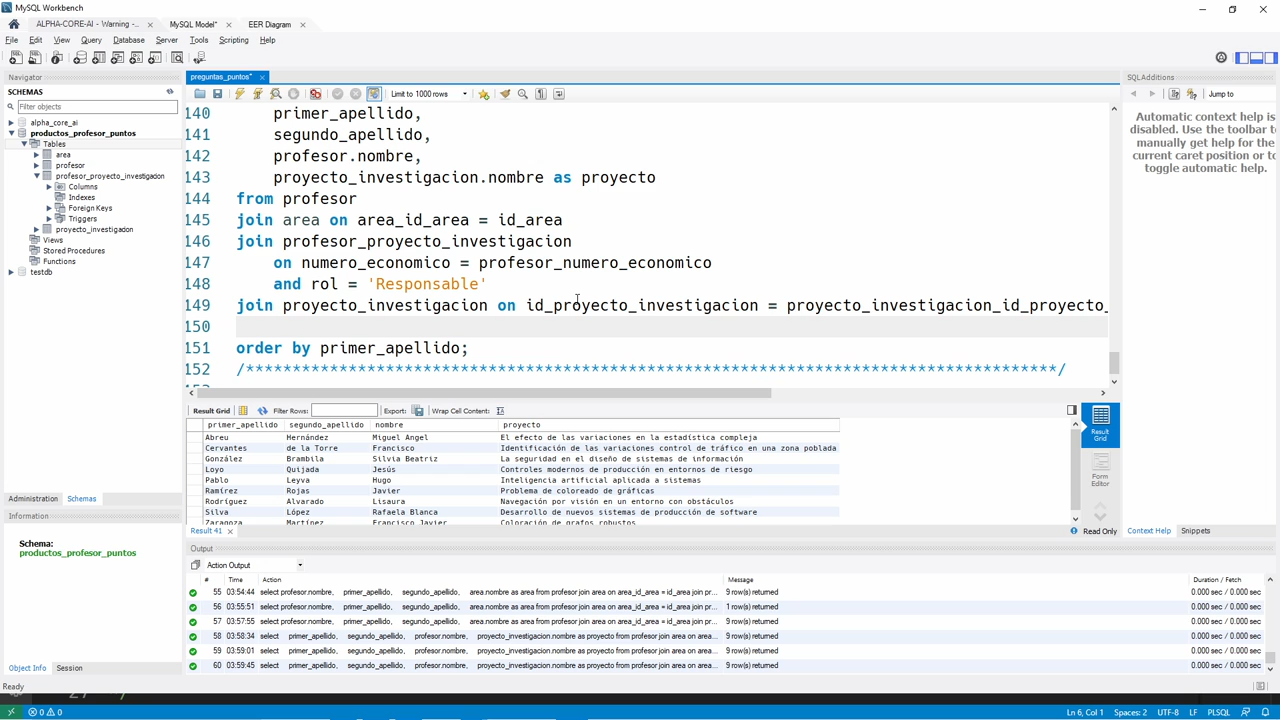 MySQL Workbench
ALPHA-CORE-AI - Warning -...
MySQL Model*
EER Diagram
File Edit View Query Database Server Tools Scripting Help
Navigator
SCHEMAS
Filter objects
alpha_core_ai
productos_profesor_puntos
Tables
area
profesor
profesor_proyecto_investigadon
Columns
Indexes
Foreign Keys
Triggers
proyecto_investigadon
Views
Stored Procedures
Functions
testdb
Administration Schemas
Information
Schema:
productos_profesor_puntos
Object Info Session
Ready
preguntas_puntos*
Limit to 1000 rows
140 primer_apellido,
141 segundo_apellido,
142 profesor.nombre,
143 proyecto_investigacion.nombre as proyecto
144 from profesor
145 join area on area_id_area = id_area
146 join profesor_proyecto_investigacion
147 on numero_economico = profesor_numero_economico
148 and rol = 'Responsable'
149 join proyecto_investigacion on id_proyecto_investigacion = proyecto_investigacion_id_proyecto_
150
151 order by primer_apellido;
152 /***************************************************************************************/
Result Grid Filter Rows: Export: Wrap Cell Content:
primer_apellido segundo_apellido nombre proyecto
Abreu Hernández Miguel Angel El efecto de las variaciones en la estadística compleja
Cervantes de la Torre Francisco Identificación de las variaciones control de tráfico en una zona poblada
González Brambila Silvia Beatriz La seguridad en el diseño de sistemas de información
Loyo Quijada Jesús Controles modernos de producción en entornos de riesgo
Pablo Leyva Hugo Inteligencia artificial aplicada a sistemas
Ramírez Rojas Javier Problema de coloreado de gráficas
Rodríguez Alvarado Lisaura Navegación por visión en un entorno con obstáculos
Silva López Rafaela Blanca Desarrollo de nuevos sistemas de producción de software
Zaragoza Martínez Francisco Javier Coloración de grafos robustos
Result 41
Result Grid
Form Editor
Read Only
Output
Action Output
# Time Action Message Duration / Fetch
55 03:54:44 select profesor.nombre, primer_apellido, segundo_apellido, area.nombre as area from profesor join area on area_id_area = id_area join pr... 9 row(s) returned 0.000 sec / 0.000 sec
56 03:55:51 select profesor.nombre, primer_apellido, segundo_apellido, area.nombre as area from profesor join area on area_id_area = id_area join pr... 1 row(s) returned 0.000 sec / 0.000 sec
57 03:57:55 select profesor.nombre, primer_apellido, segundo_apellido, area.nombre as area from profesor join area on area_id_area = id_area join pr... 9 row(s) returned 0.000 sec / 0.000 sec
58 03:58:34 select primer_apellido, segundo_apellido, profesor.nombre, proyecto_investigacion.nombre as proyecto from profesor join area on area... 9 row(s) returned 0.000 sec / 0.000 sec
59 03:59:01 select primer_apellido, segundo_apellido, profesor.nombre, proyecto_investigacion.nombre as proyecto from profesor join area on area... 9 row(s) returned 0.000 sec / 0.000 sec
60 03:59:45 select primer_apellido, segundo_apellido, profesor.nombre, proyecto_investigacion.nombre as proyecto from profesor join area on area... 9 row(s) returned 0.000 sec / 0.000 sec
SQLAdditions
Jump to
Automatic context help is
disabled. Use the toolbar to
manually get help for the
current caret position or to
toggle automatic help.
Context Help Snippets
0 0
Ln 6, Col 1 Spaces: 2 UTF-8 LF PLSQL